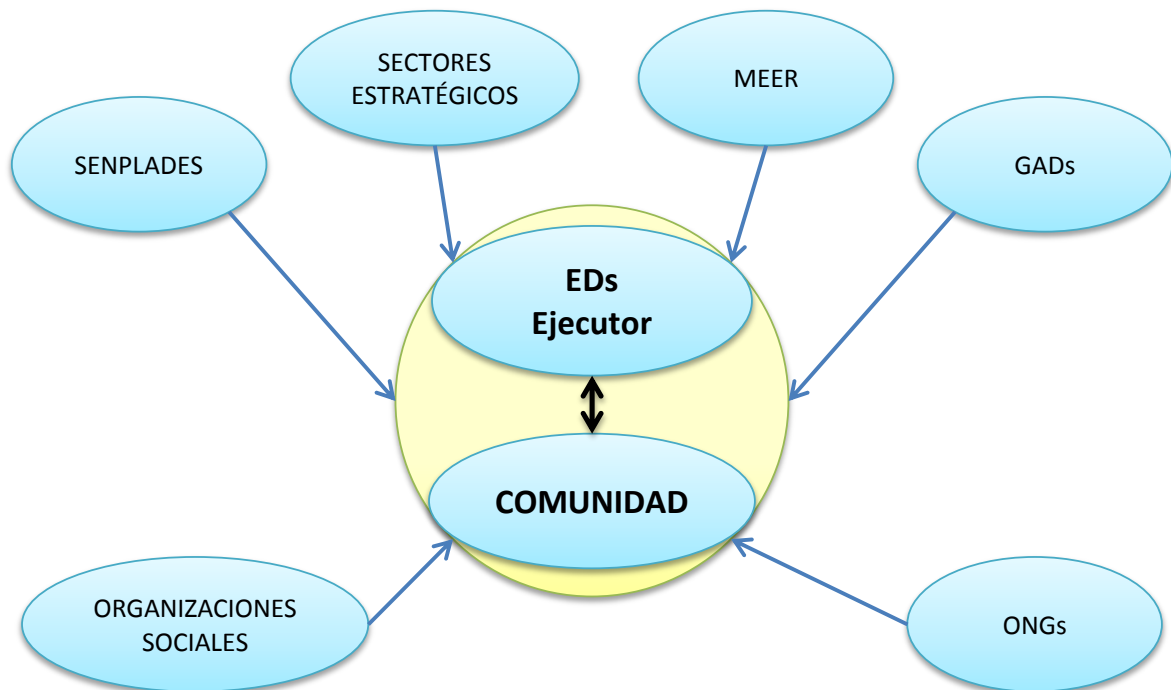 SECTORES
ESTRATÉGICOS
MEER
SENPLADES
GADs
EDs
Ejecutor
COMUNIDAD
ORGANIZACIONES
SOCIALES
ONGs